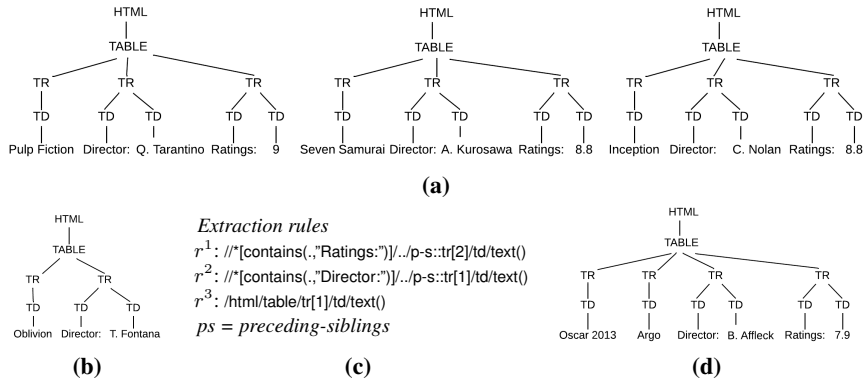 HTML HTML HTML
TABLE TABLE TABLE
TR TR TR TR TR TR TR TR TR
TD TD TD TD TD TD TD TD TD TD TD TD TD TD TD
Pulp Fiction Director: Q. Tarantino Ratings: 9 Seven Samurai Director: A. Kurosawa Ratings: 8.8 Inception Director: C. Nolan Ratings: 8.8
(a)
HTML
TABLE
TR TR
TD TD TD
Oblivion Director: T. Fontana
(b)
Extraction rules
r¹: //*[contains(.,"Ratings:")]/../p-s::tr[2]/td/text()
r²: //*[contains(.,"Director:")]/../p-s::tr[1]/td/text()
r³: /html/table/tr[1]/td/text()
ps = preceding-siblings
(c)
HTML
TABLE
TR TR TR TR
TD TD TD TD TD TD
Oscar 2013 Argo Director: B. Affleck Ratings: 7.9
(d)